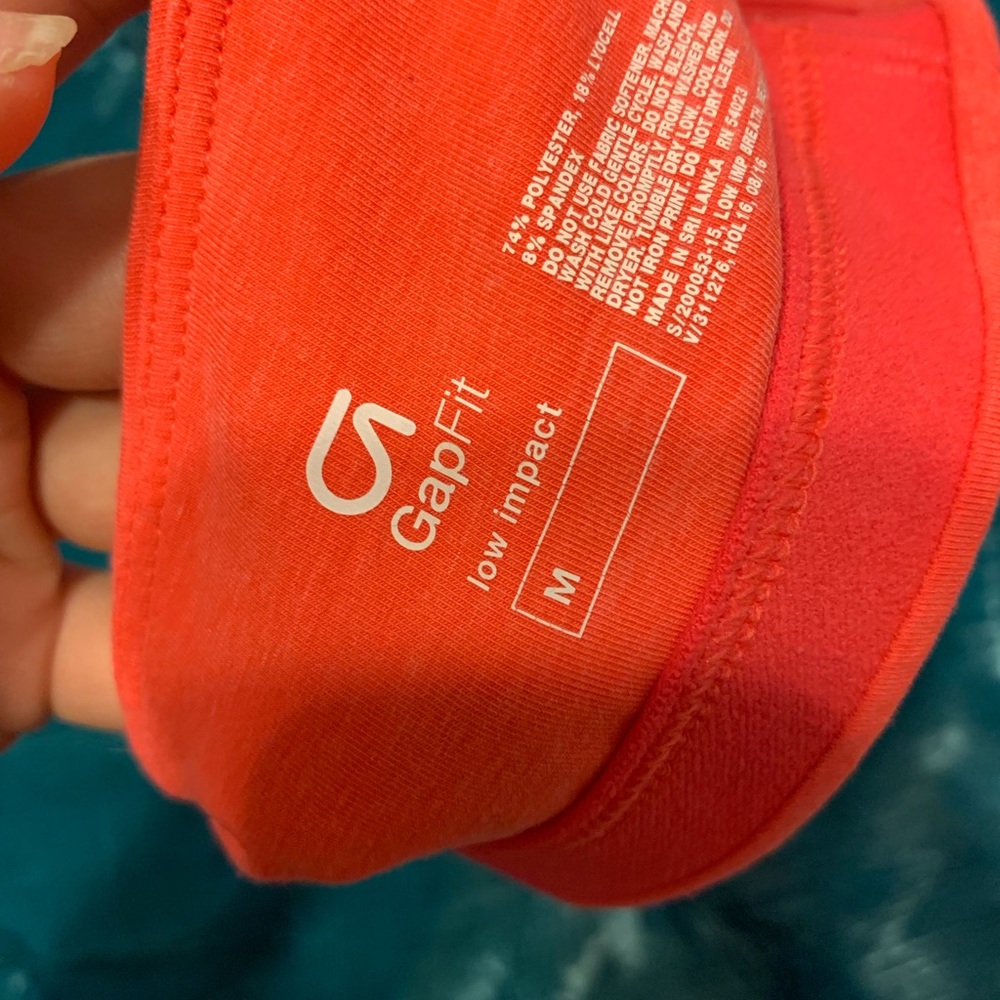 74% POLYESTER, 18% LYOCELL
8% SPANDEX
DO NOT USE FABRIC SOFTENER. MACH
WASH COLD GENTLE CYCLE. WASH AND
WITH LIKE COLORS. DO NOT BLEACH.
REMOVE PROMPTLY FROM WASHER AND
DRYER. TUMBLE DRY LOW. COOL IRON. DO
NOT IRON PRINT. DO NOT DRY CLEAN.
MADE IN SRI LANKA RN 54023
S/200053-15, LOW IMP BREATH
V/311276, HOL16, 08/16
GapFit
low impact
M